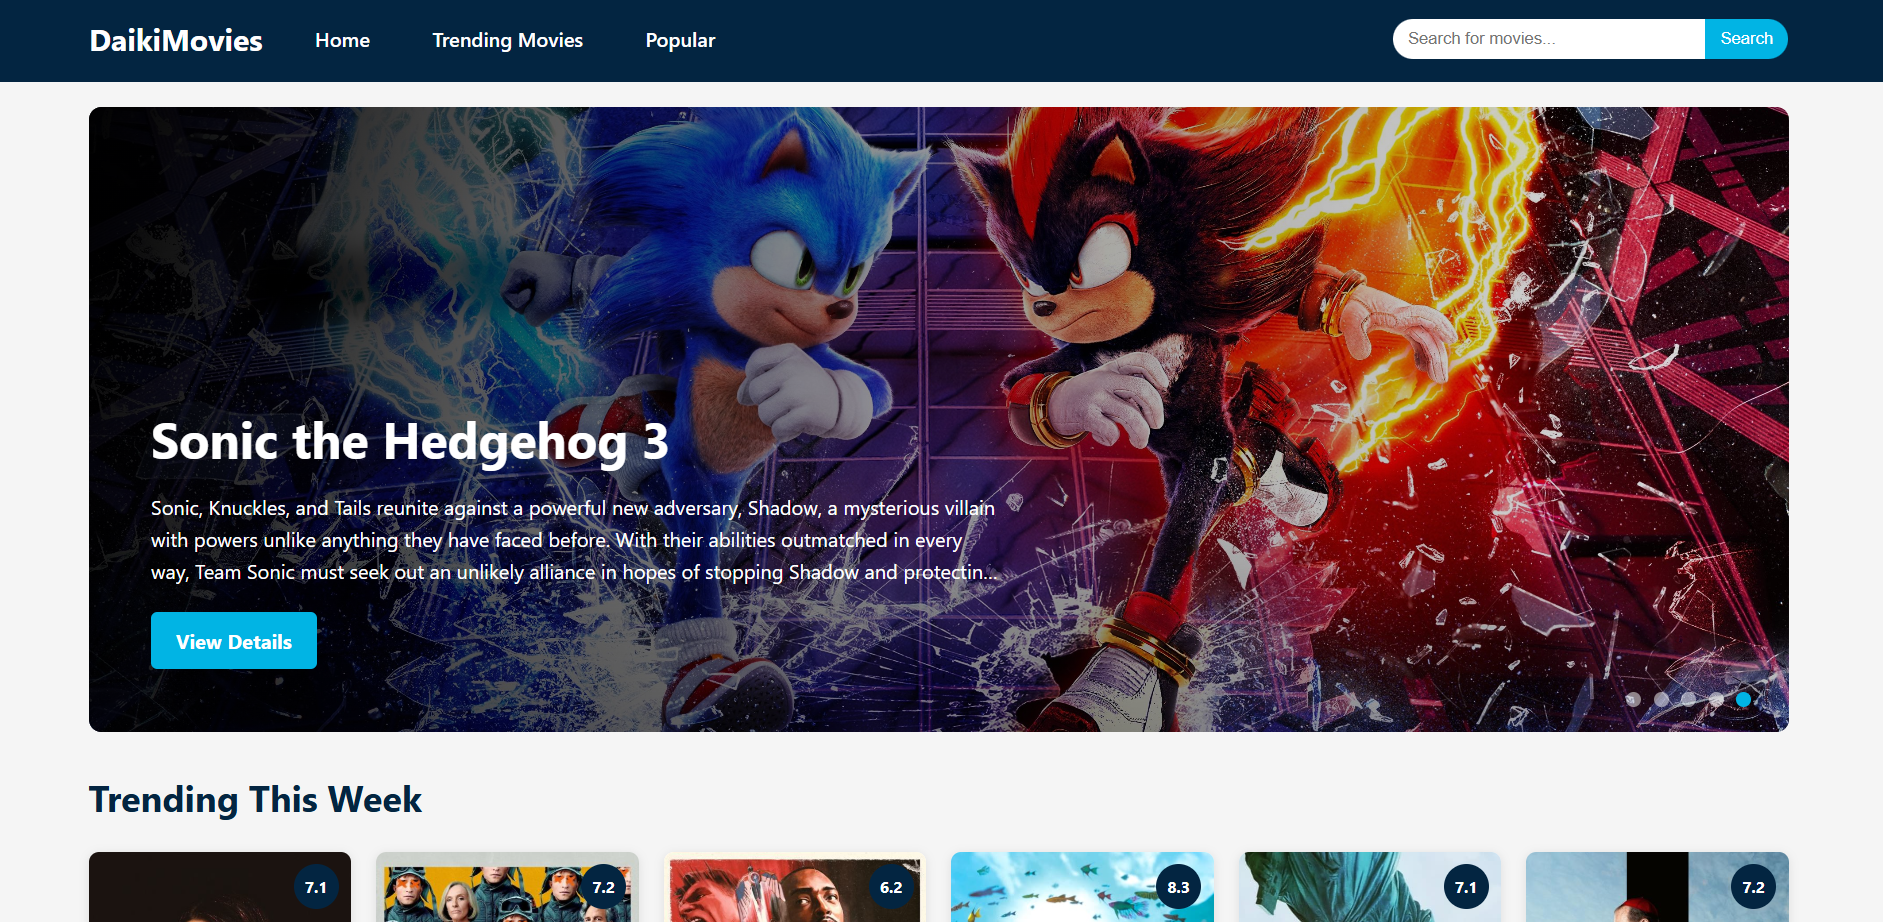 DaikiMovies
Home
Trending Movies
Popular
Search for movies...
Search
Sonic the Hedgehog 3
Sonic, Knuckles, and Tails reunite against a powerful new adversary, Shadow, a mysterious villain
with powers unlike anything they have faced before. With their abilities outmatched in every
way, Team Sonic must seek out an unlikely alliance in hopes of stopping Shadow and protectin...
View Details
Trending This Week
7.1
7.2
6.2
8.3
7.1
7.2